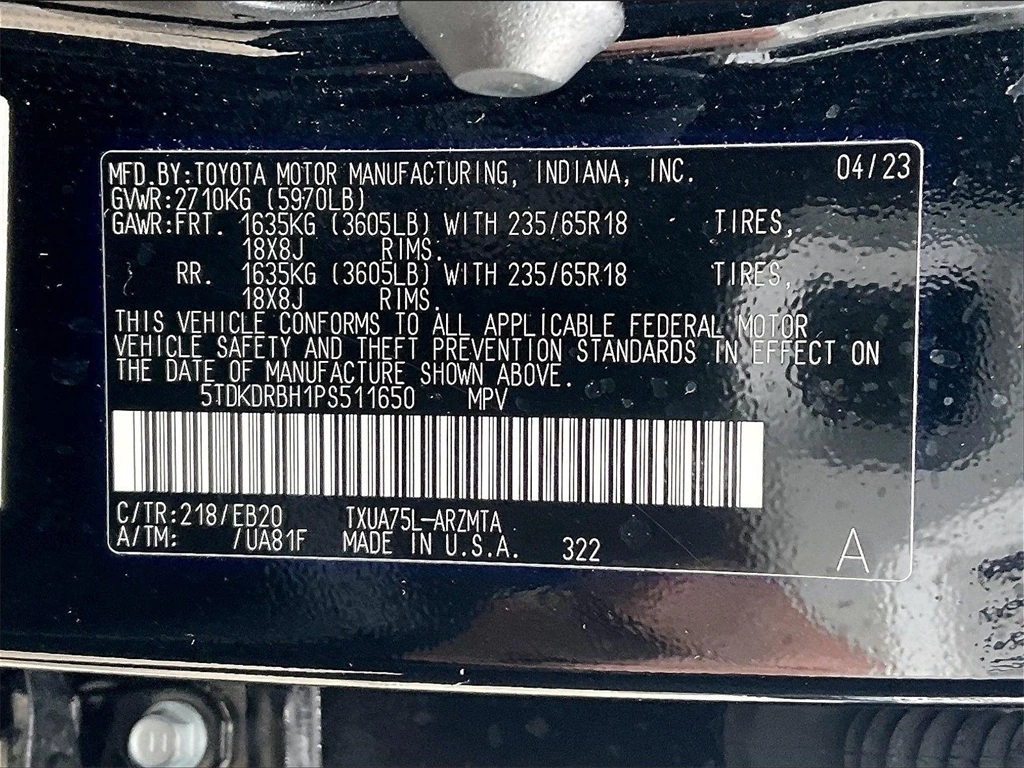 MFD.BY:TOYOTA MOTOR MANUFACTURING, INDIANA, INC. 04/23
GVWR:2710KG (5970LB)
GAWR:FRT. 1635KG (3605LB) WITH 235/65R18 TIRES,
18X8J RIMS.
RR. 1635KG (3605LB) WITH 235/65R18 TIRES,
18X8J RIMS.
THIS VEHICLE CONFORMS TO ALL APPLICABLE FEDERAL MOTOR
VEHICLE SAFETY AND THEFT PREVENTION STANDARDS IN EFFECT ON
THE DATE OF MANUFACTURE SHOWN ABOVE.
5TDKDRBH1PS511650 MPV
C/TR:218/EB20 TXUA75L-ARZMTA
A/TM: /UA81F MADE IN U.S.A. 322 A